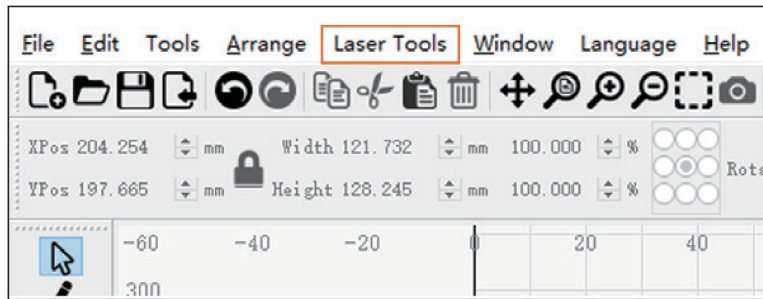 File Edit Tools Arrange Laser Tools Window Language Help
XPos 204.254 mm Width 121.732 mm 100.000 %
YPos 197.665 mm Height 128.245 mm 100.000 % Rota
-60 -40 -20 0 20 40
300